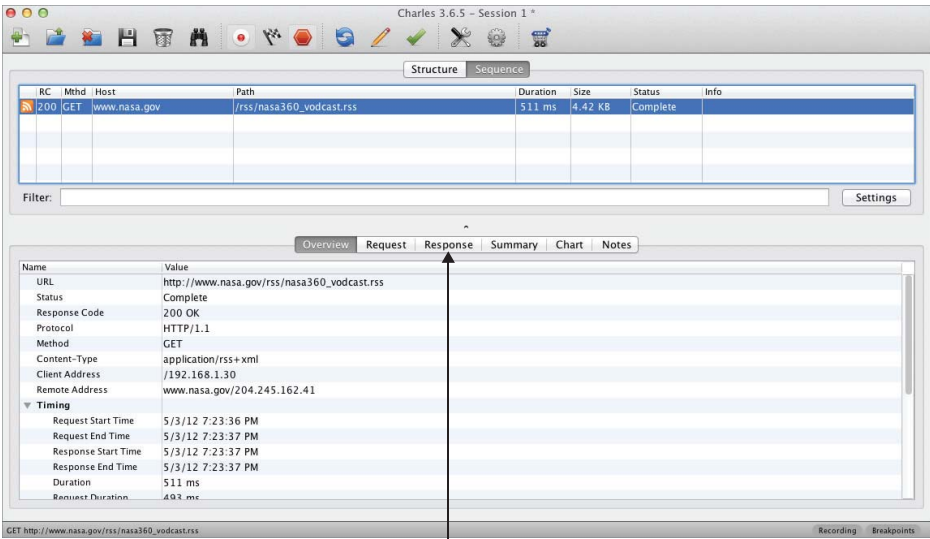 Charles 3.6.5 – Session 1 *
Structure Sequence
RC Mthd Host Path Duration Size Status Info
200 GET www.nasa.gov /rss/nasa360_vodcast.rss 511 ms 4.42 KB Complete
Filter: Settings
Overview Request Response Summary Chart Notes
Name Value
URL http://www.nasa.gov/rss/nasa360_vodcast.rss
Status Complete
Response Code 200 OK
Protocol HTTP/1.1
Method GET
Content-Type application/rss+xml
Client Address /192.168.1.30
Remote Address www.nasa.gov/204.245.162.41
Timing
Request Start Time 5/3/12 7:23:36 PM
Request End Time 5/3/12 7:23:37 PM
Response Start Time 5/3/12 7:23:37 PM
Response End Time 5/3/12 7:23:37 PM
Duration 511 ms
Request Duration 493 ms
GET http://www.nasa.gov/rss/nasa360_vodcast.rss Recording Breakpoints